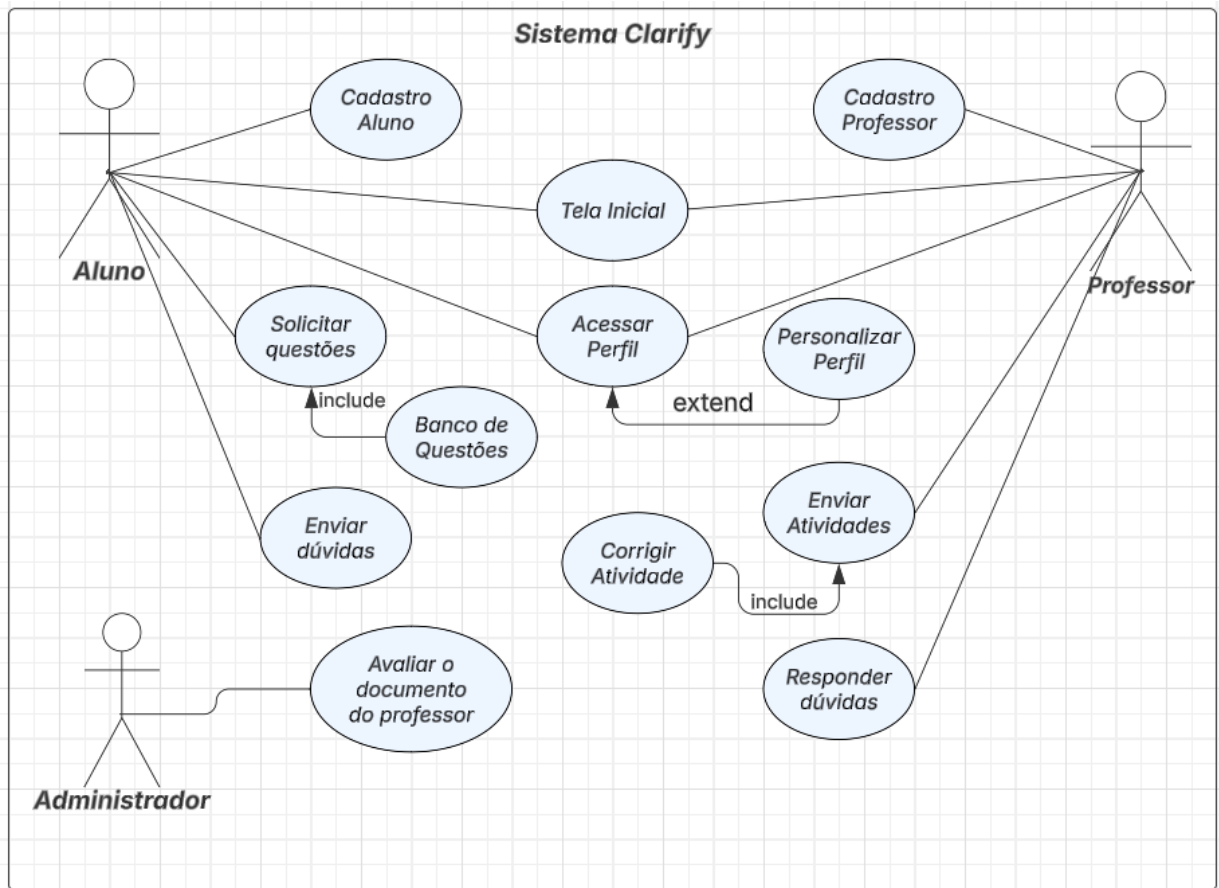 Sistema Clarify
Cadastro
Aluno
Cadastro
Professor
Tela Inicial
Aluno
Professor
Solicitar
questões
Acessar
Perfil
Personalizar
Perfil
include
extend
Banco de
Questões
Enviar
Atividades
Enviar
dúvidas
Corrigir
Atividade
include
Avaliar o
documento
do professor
Responder
dúvidas
Administrador